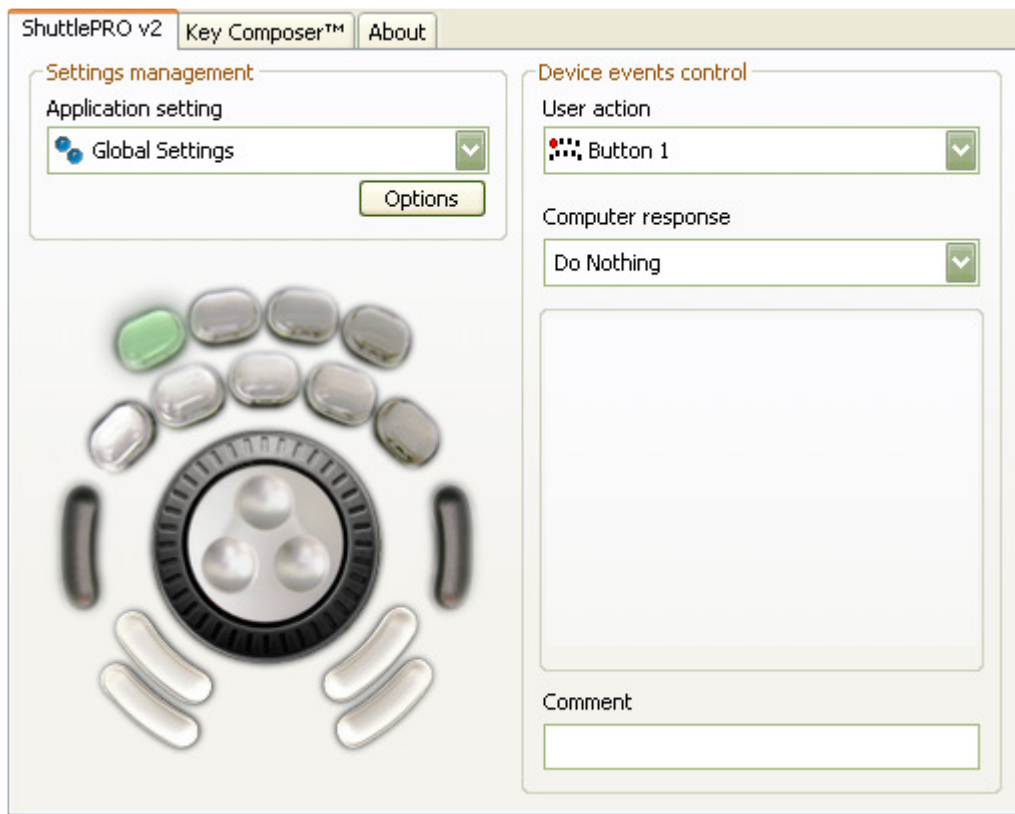 ShuttlePRO v2
Key Composer™
About
Settings management
Application setting
Global Settings
Options
Device events control
User action
Button 1
Computer response
Do Nothing
Comment